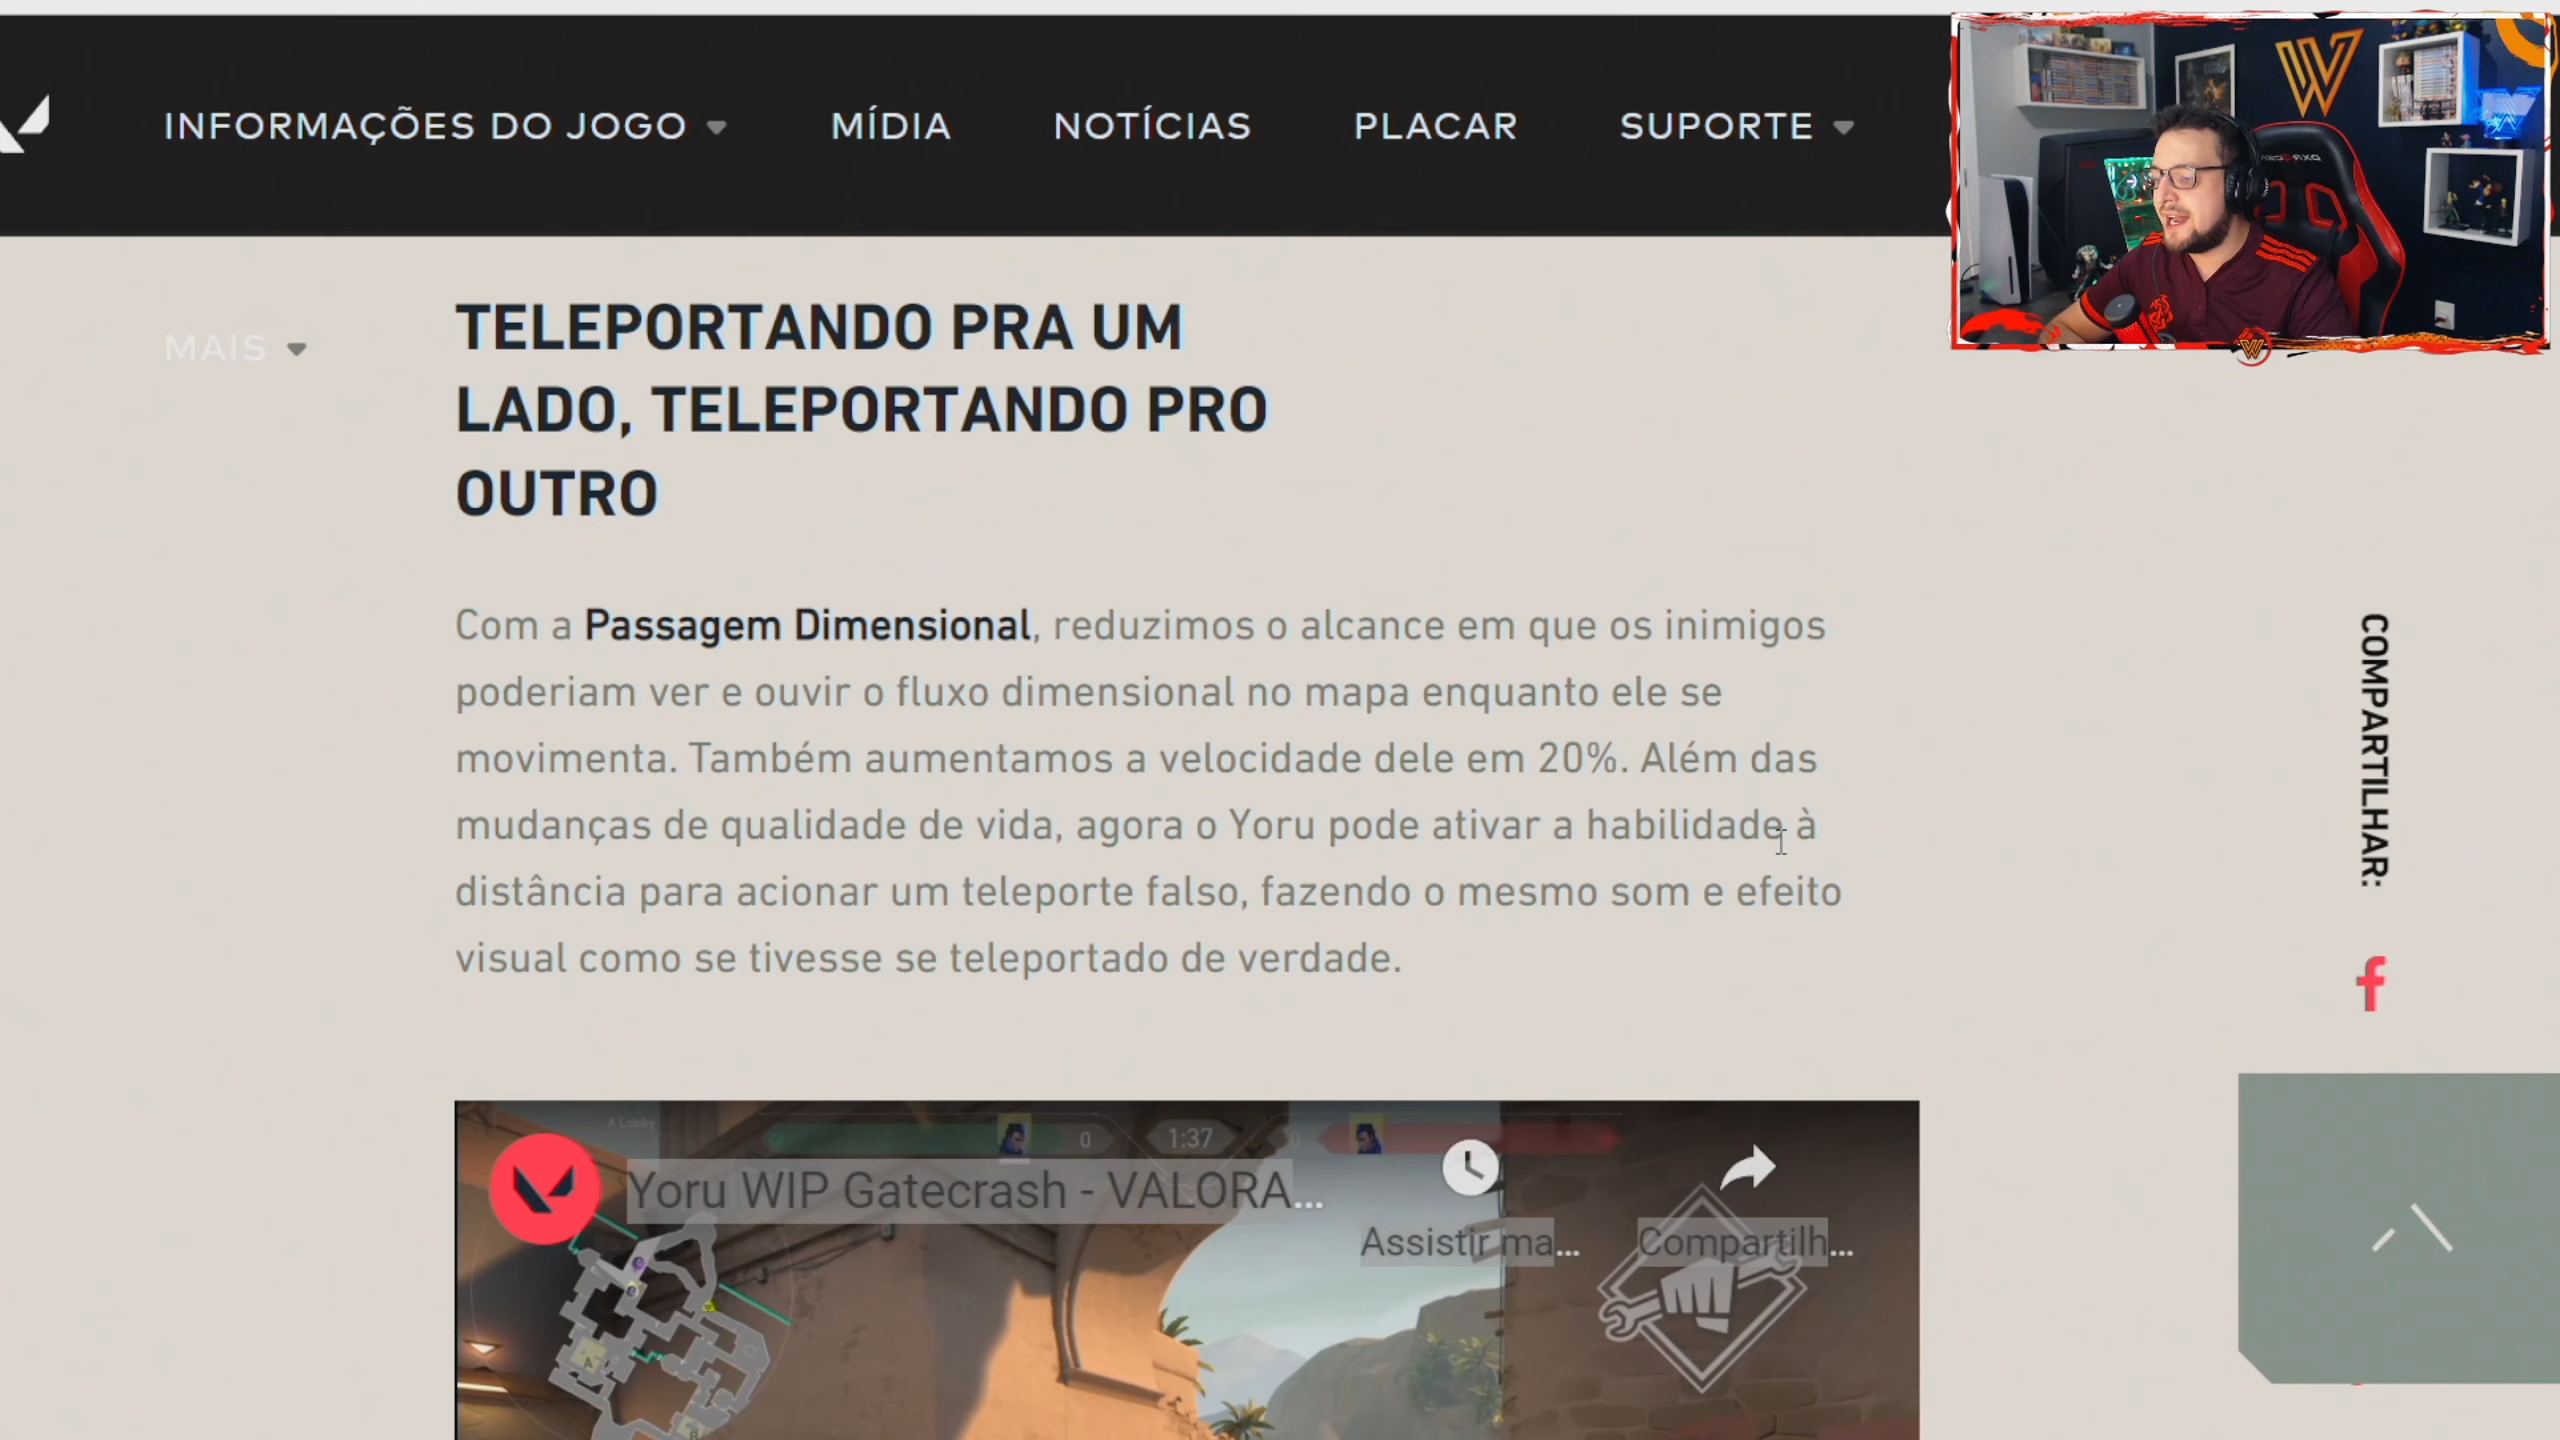 INFORMAÇÕES DO JOGO
MÍDIA
NOTÍCIAS
PLACAR
SUPORTE
MAIS
TELEPORTANDO PRA UM
LADO, TELEPORTANDO PRO
OUTRO
Com a Passagem Dimensional, reduzimos o alcance em que os inimigos
poderiam ver e ouvir o fluxo dimensional no mapa enquanto ele se
movimenta. Também aumentamos a velocidade dele em 20%. Além das
mudanças de qualidade de vida, agora o Yoru pode ativar a habilidade à
distância para acionar um teleporte falso, fazendo o mesmo som e efeito
visual como se tivesse se teleportado de verdade.
COMPARTILHAR:
A Lobby
0
1:37
0
Yoru WIP Gatecrash - VALORA...
Assistir ma...
Compartilh...
A
B